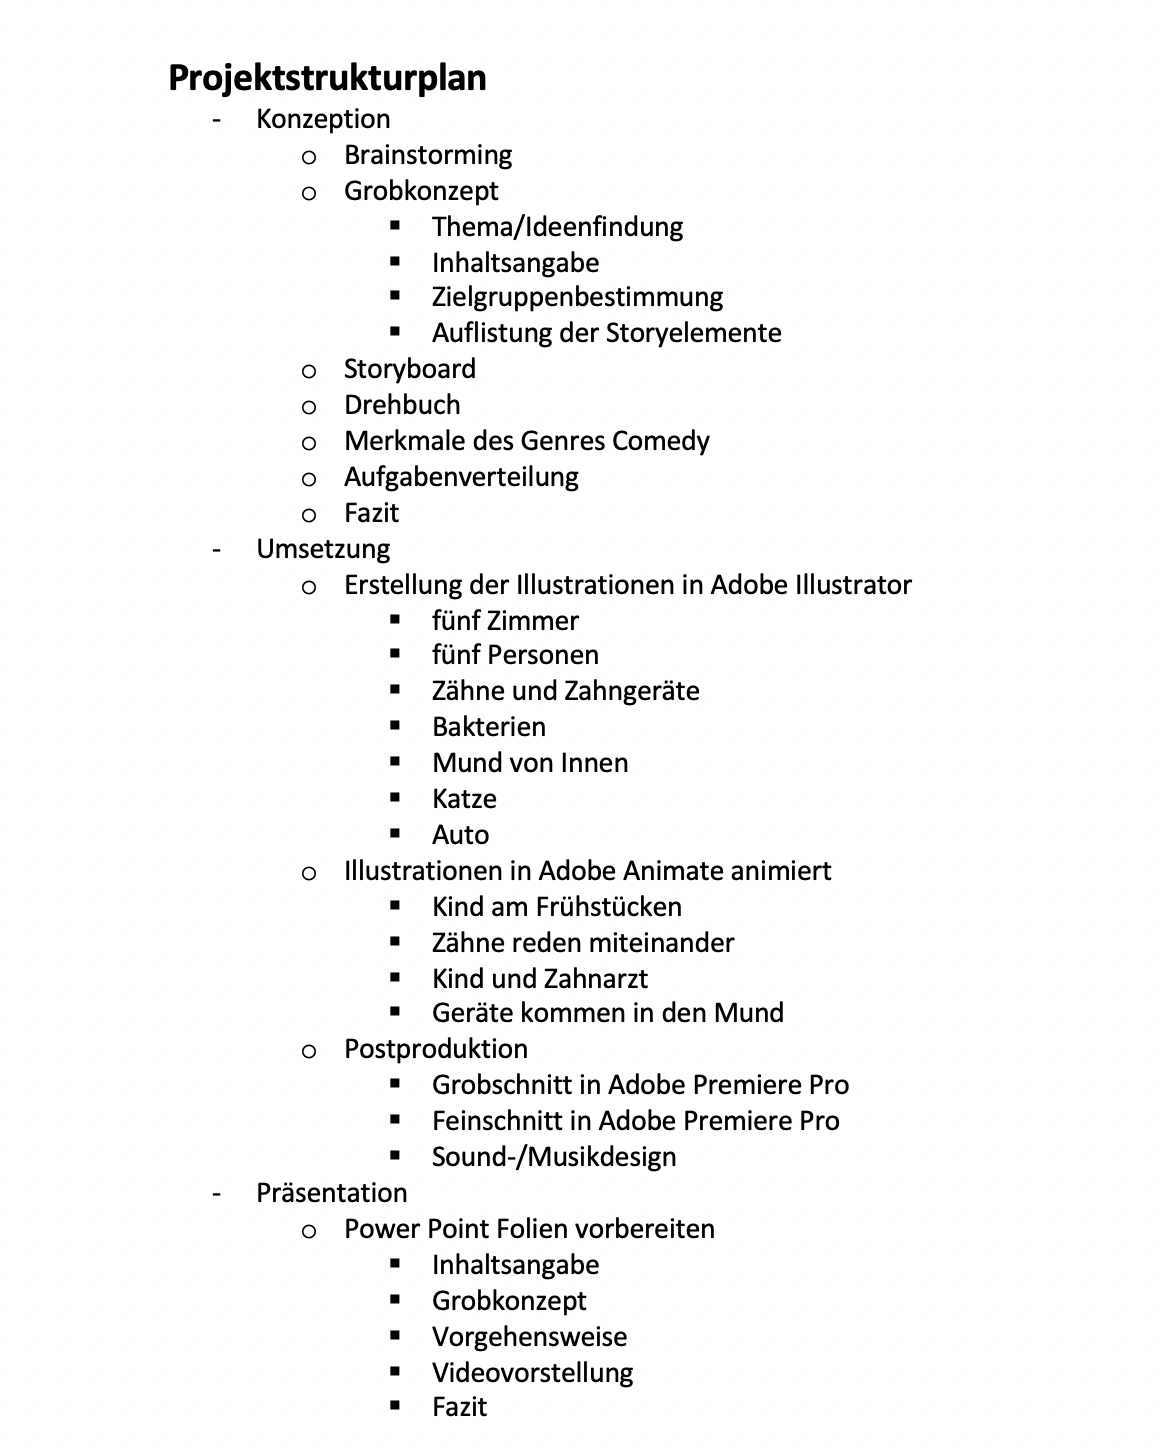 Projektstrukturplan
- Konzeption
o Brainstorming
o Grobkonzept
▪ Thema/Ideenfindung
▪ Inhaltsangabe
▪ Zielgruppenbestimmung
▪ Auflistung der Storyelemente
o Storyboard
o Drehbuch
o Merkmale des Genres Comedy
o Aufgabenverteilung
o Fazit
- Umsetzung
o Erstellung der Illustrationen in Adobe Illustrator
▪ fünf Zimmer
▪ fünf Personen
▪ Zähne und Zahngeräte
▪ Bakterien
▪ Mund von Innen
▪ Katze
▪ Auto
o Illustrationen in Adobe Animate animiert
▪ Kind am Frühstücken
▪ Zähne reden miteinander
▪ Kind und Zahnarzt
▪ Geräte kommen in den Mund
o Postproduktion
▪ Grobschnitt in Adobe Premiere Pro
▪ Feinschnitt in Adobe Premiere Pro
▪ Sound-/Musikdesign
- Präsentation
o Power Point Folien vorbereiten
▪ Inhaltsangabe
▪ Grobkonzept
▪ Vorgehensweise
▪ Videovorstellung
▪ Fazit